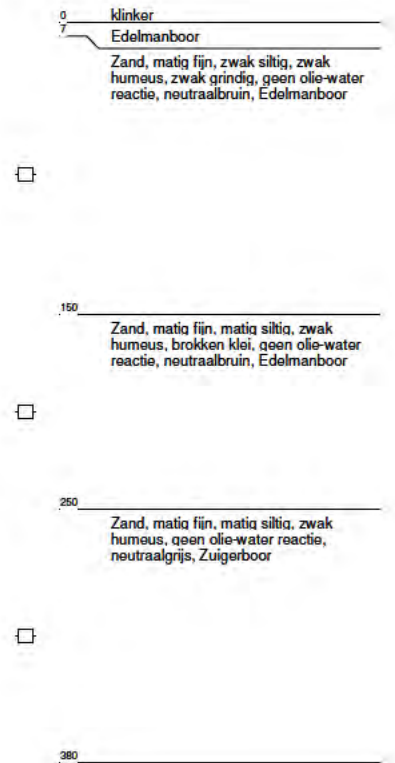 0 klinker
7 Edelmanboor
Zand, matig fijn, zwak siltig, zwak
humeus, zwak grindig, geen olie-water
reactie, neutraalbruin, Edelmanboor
150
Zand, matig fijn, matig siltig, zwak
humeus, brokken klei, geen olie-water
reactie, neutraalbruin, Edelmanboor
250
Zand, matig fijn, matig siltig, zwak
humeus, geen olie-water reactie,
neutraalgrijs, Zuigerboor
380